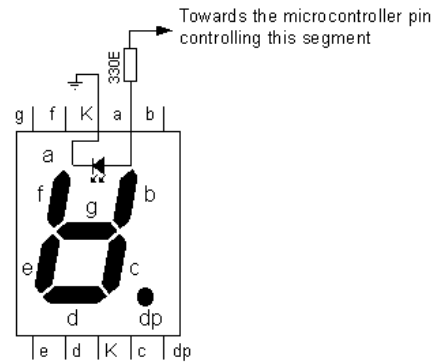 Towards the microcontroller pin
controlling this segment
330E
g f K a b
a
f b
g
e c
d dp
e d K c dp